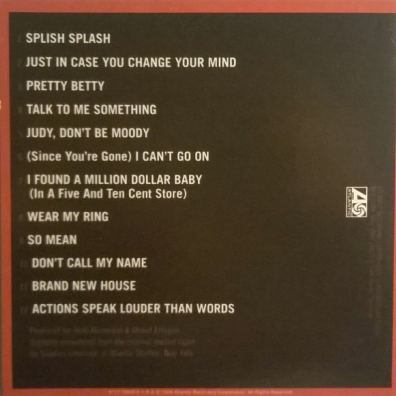 SPLISH SPLASH
JUST IN CASE YOU CHANGE YOUR MIND
PRETTY BETTY
TALK TO ME SOMETHING
JUDY, DON'T BE MOODY
(Since You're Gone) I CAN'T GO ON
I FOUND A MILLION DOLLAR BABY
(In A Five And Ten Cent Store)
WEAR MY RING
SO MEAN
DON'T CALL MY NAME
BRAND NEW HOUSE
ACTIONS SPEAK LOUDER THAN WORDS
ATLANTIC